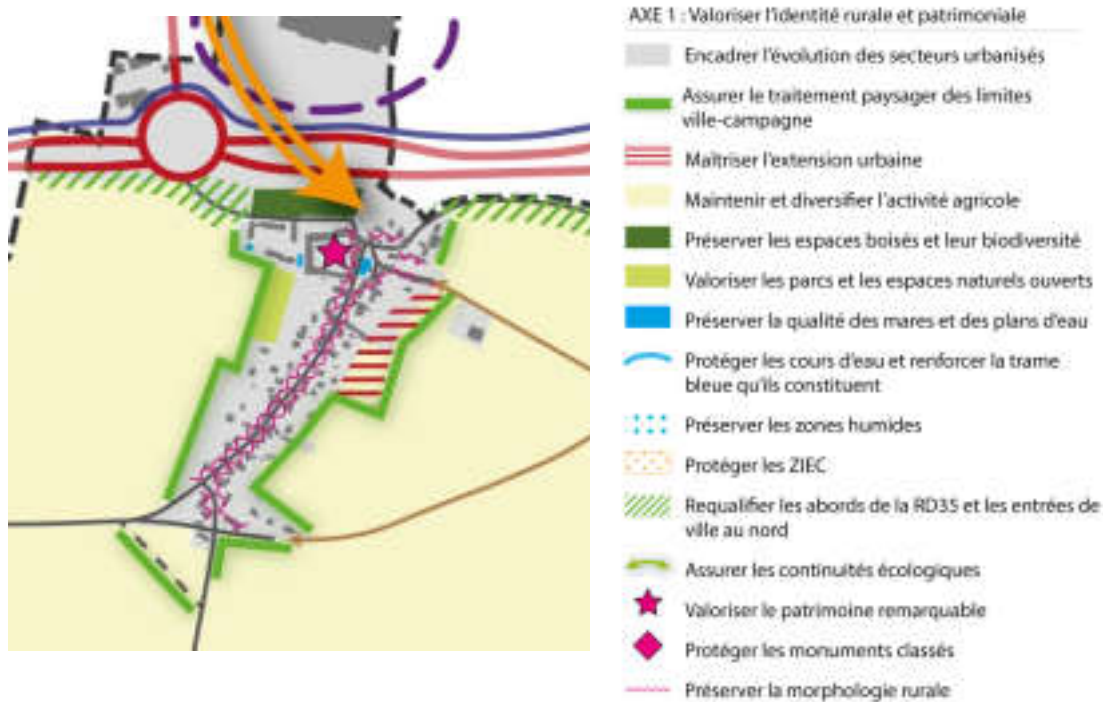 AXE 1 : Valoriser l'identité rurale et patrimoniale
Encadrer l'évolution des secteurs urbanisés
Assurer le traitement paysager des limites
ville-campagne
Maîtriser l'extension urbaine
Maintenir et diversifier l'activité agricole
Préserver les espaces boisés et leur biodiversité
Valoriser les parcs et les espaces naturels ouverts
Préserver la qualité des mares et des plans d'eau
Protéger les cours d'eau et renforcer la trame
bleue qu'ils constituent
Préserver les zones humides
Protéger les ZIEC
Requalifier les abords de la RD35 et les entrées de
ville au nord
Assurer les continuités écologiques
Valoriser le patrimoine remarquable
Protéger les monuments classés
Préserver la morphologie rurale